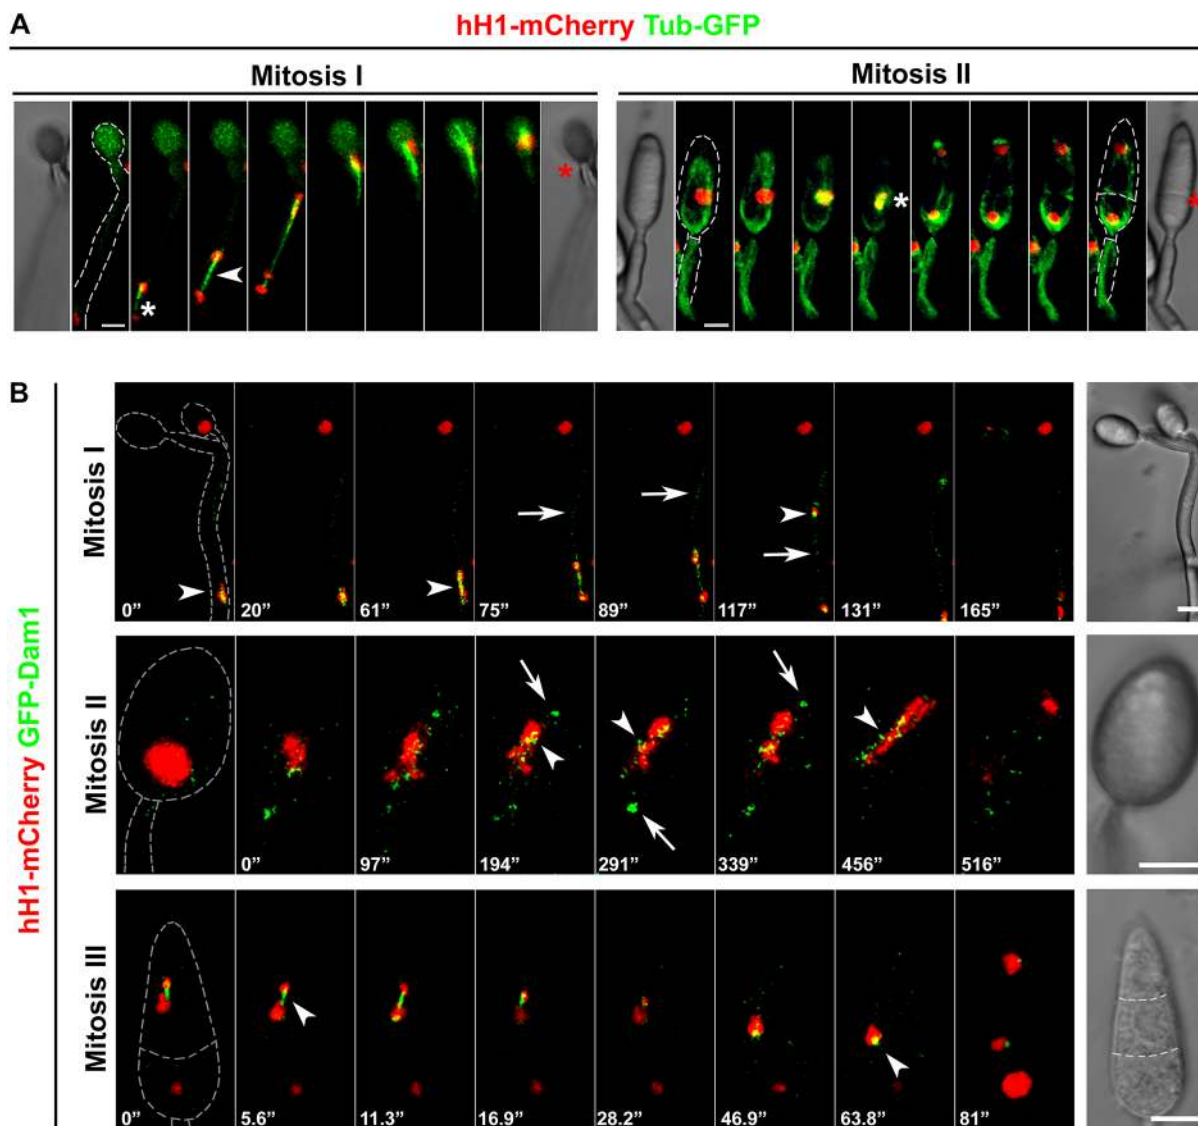 A
hH1-mCherry Tub-GFP
Mitosis I
Mitosis II
*
*
*
*
B
hH1-mCherry GFP-Dam1
Mitosis I
0” 20” 61” 75” 89” 117” 131” 165”
Mitosis II
0” 97” 194” 291” 339” 456” 516”
Mitosis III
0” 5.6” 11.3” 16.9” 28.2” 46.9” 63.8” 81”